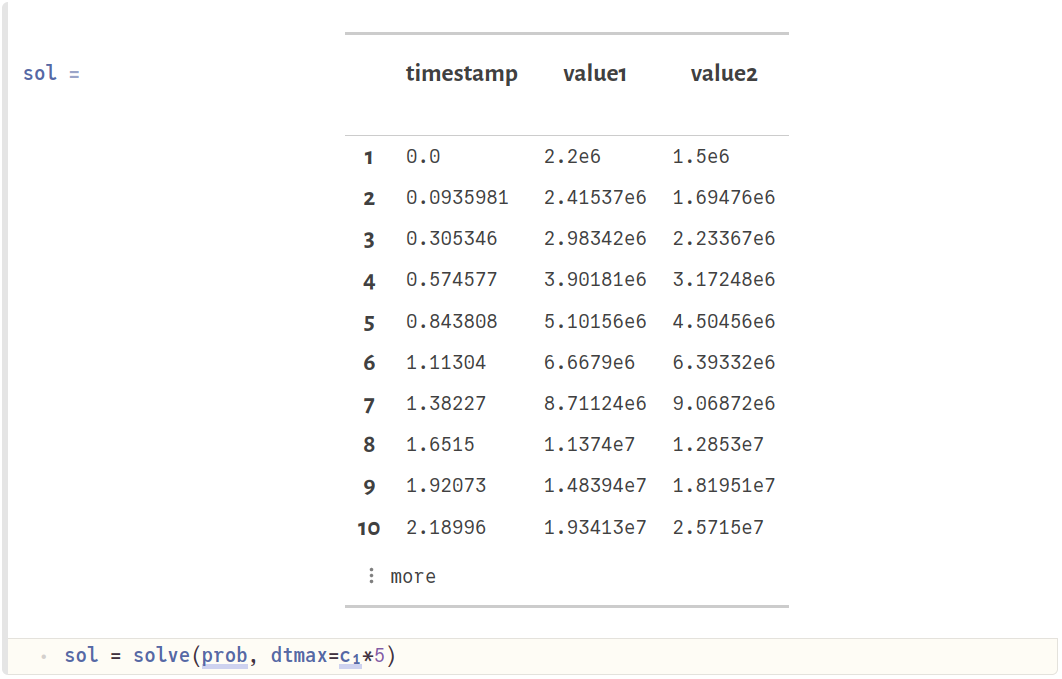 sol =
timestamp value1 value2
1 0.0 2.2e6 1.5e6
2 0.0935981 2.41537e6 1.69476e6
3 0.305346 2.98342e6 2.23367e6
4 0.574577 3.90181e6 3.17248e6
5 0.843808 5.10156e6 4.50456e6
6 1.11304 6.6679e6 6.39332e6
7 1.38227 8.71124e6 9.06872e6
8 1.6515 1.1374e7 1.2853e7
9 1.92073 1.48394e7 1.81951e7
10 2.18996 1.93413e7 2.5715e7
⋮ more
sol = solve(prob, dtmax=c₁*5)